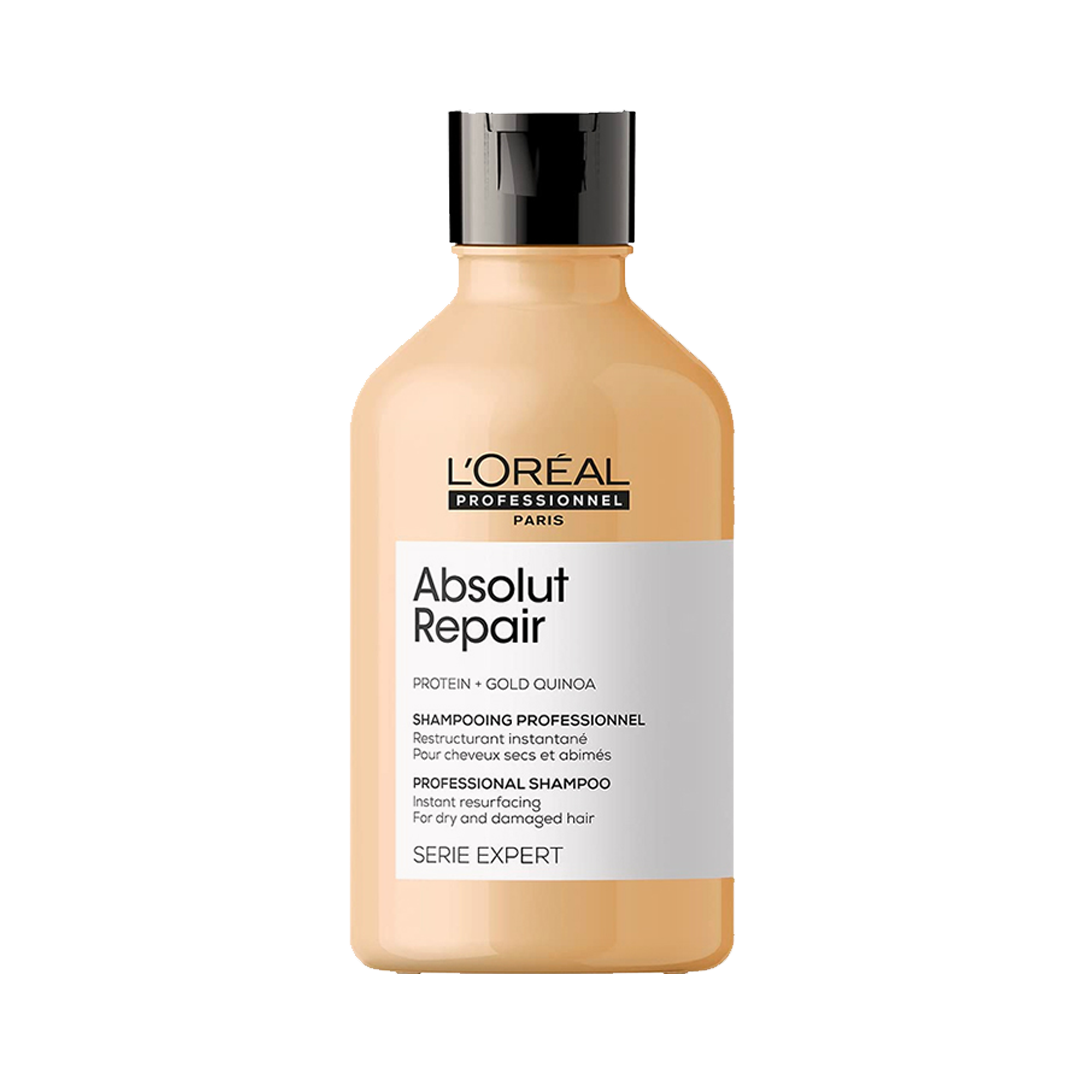 L'ORÉAL
PROFESSIONNEL
PARIS
Absolut
Repair
PROTEIN + GOLD QUINOA
SHAMPOOING PROFESSIONNEL
Restructurant instantané
Pour cheveux secs et abimés
PROFESSIONAL SHAMPOO
Instant resurfacing
For dry and damaged hair
SERIE EXPERT